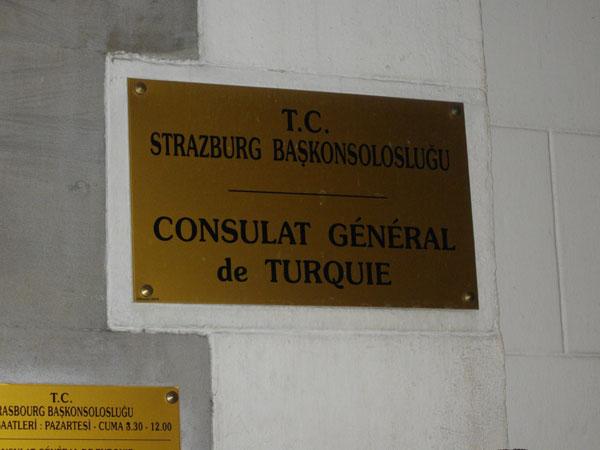 T.C.
STRAZBURG BAŞKONSOLOSLUĞU
CONSULAT GÉNÉRAL
de TURQUIE
T.C.
RASBOURG BAŞKONSOLOSLUĞU
SAATLERİ : PAZARTESİ - CUMA 8.30 - 12.00